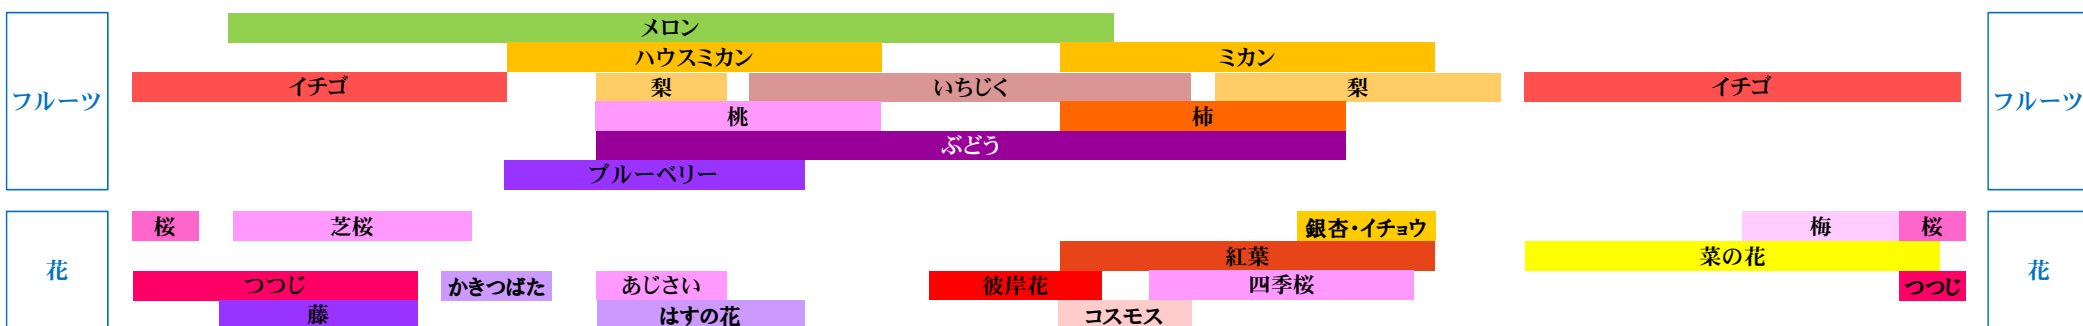 フルーツ
メロン
ハウスミカン
ミカン
イチゴ
梨
いちじく
梨
イチゴ
桃
柿
ぶどう
ブルーベリー
フルーツ
花
桜
芝桜
銀杏・イチョウ
梅
桜
紅葉
菜の花
つつじ
かきつばた
あじさい
彼岸花
四季桜
つつじ
藤
はすの花
コスモス
花